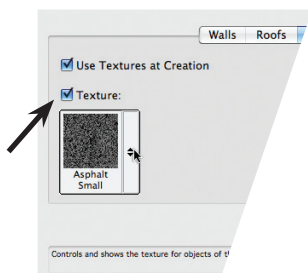 Walls Roofs
Use Textures at Creation
Texture:
Asphalt
Small
Controls and shows the texture for objects of